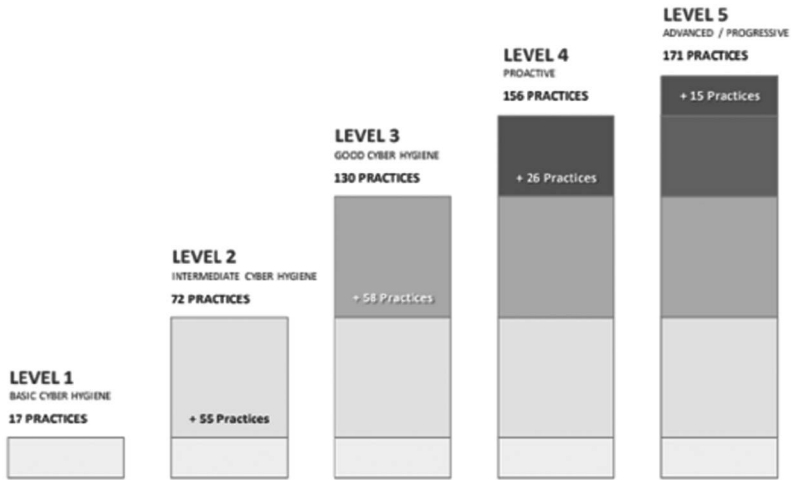 LEVEL 1
BASIC CYBER HYGIENE
17 PRACTICES
LEVEL 2
INTERMEDIATE CYBER HYGIENE
72 PRACTICES
+ 55 Practices
LEVEL 3
GOOD CYBER HYGIENE
130 PRACTICES
+ 58 Practices
LEVEL 4
PROACTIVE
156 PRACTICES
+ 26 Practices
LEVEL 5
ADVANCED / PROGRESSIVE
171 PRACTICES
+ 15 Practices